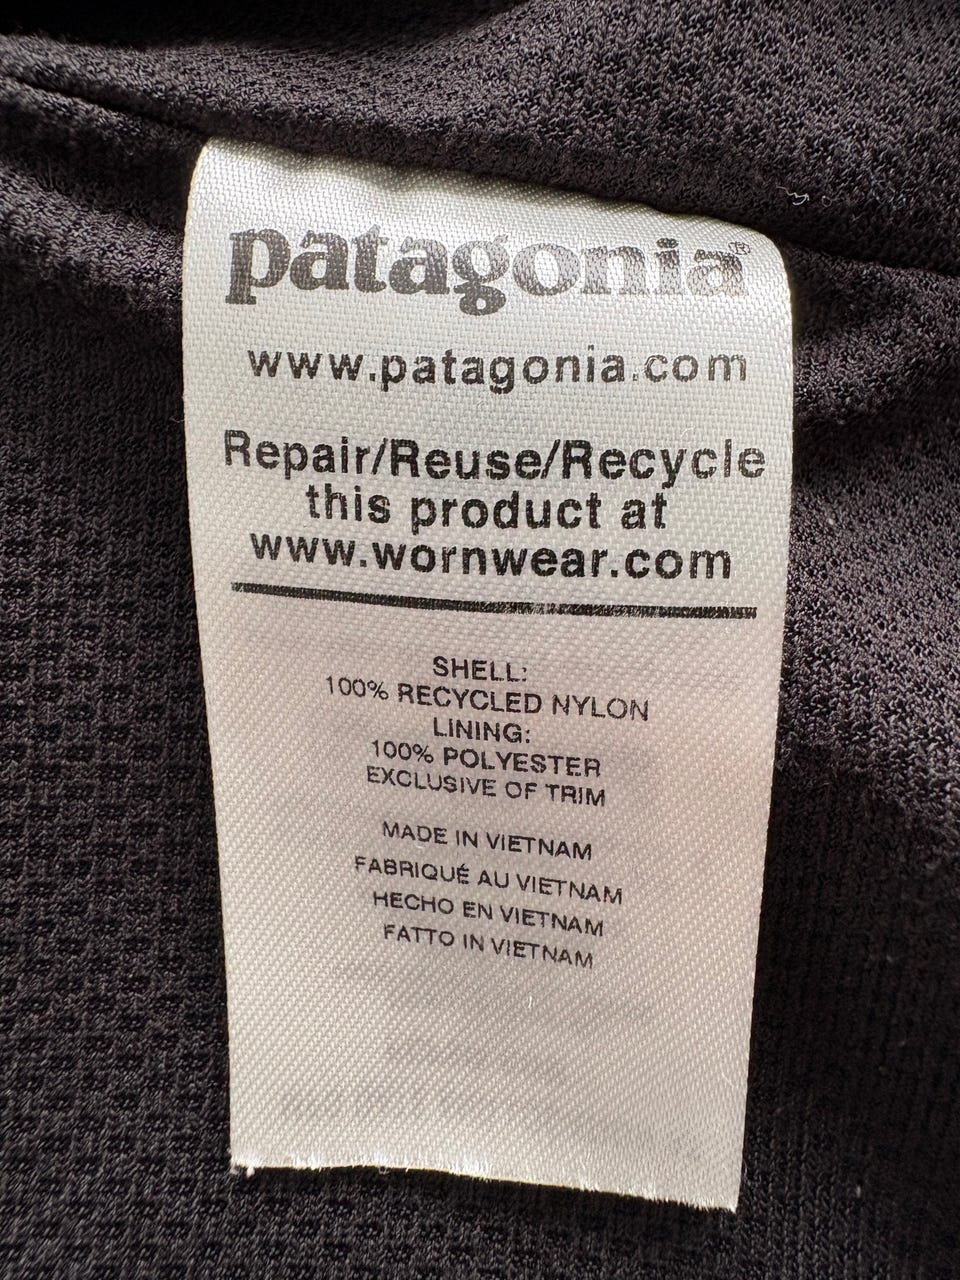 patagonia®
www.patagonia.com
Repair/Reuse/Recycle
this product at
www.wornwear.com
SHELL:
100% RECYCLED NYLON
LINING:
100% POLYESTER
EXCLUSIVE OF TRIM
MADE IN VIETNAM
FABRIQUÉ AU VIETNAM
HECHO EN VIETNAM
FATTO IN VIETNAM